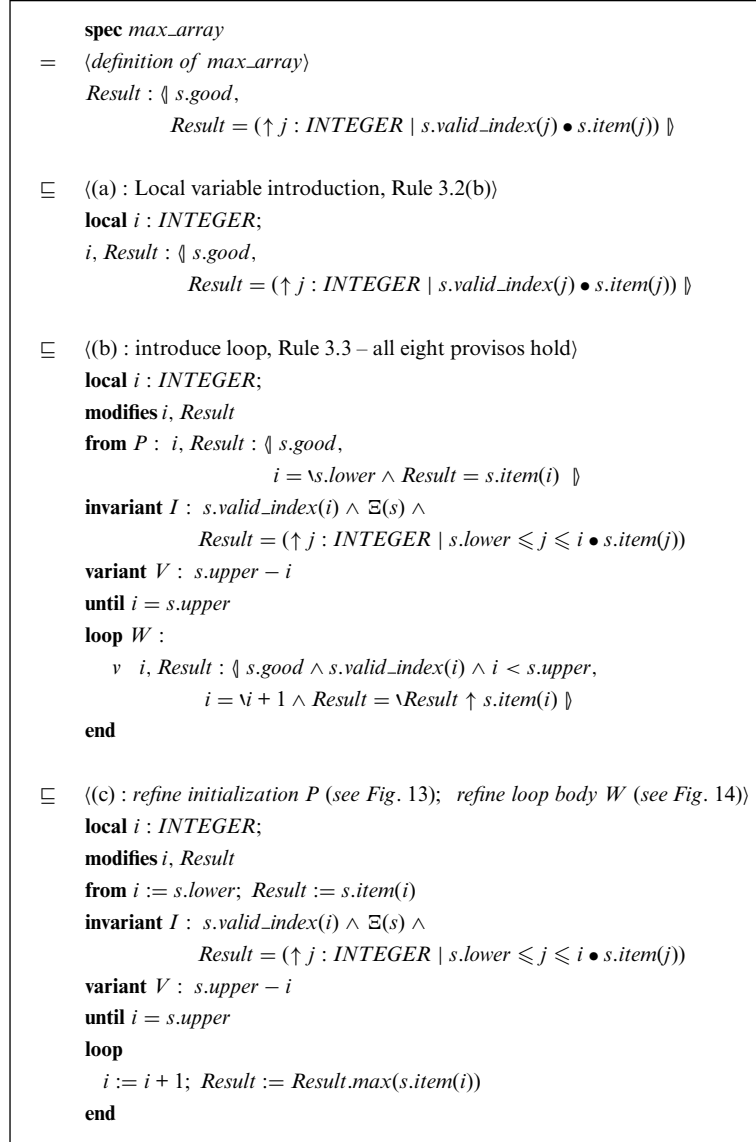 spec max_array
= ⟨definition of max_array⟩
Result : ⦉ s.good,
Result = (↑ j : INTEGER | s.valid_index(j) • s.item(j)) ⦊
⊑ ⟨(a) : Local variable introduction, Rule 3.2(b)⟩
local i : INTEGER;
i, Result : ⦉ s.good,
Result = (↑ j : INTEGER | s.valid_index(j) • s.item(j)) ⦊
⊑ ⟨(b) : introduce loop, Rule 3.3 – all eight provisos hold⟩
local i : INTEGER;
modifies i, Result
from P : i, Result : ⦉ s.good,
i = ‵s.lower ∧ Result = s.item(i) ⦊
invariant I : s.valid_index(i) ∧ Ξ(s) ∧
Result = (↑ j : INTEGER | s.lower ⩽ j ⩽ i • s.item(j))
variant V : s.upper − i
until i = s.upper
loop W :
v i, Result : ⦉ s.good ∧ s.valid_index(i) ∧ i < s.upper,
i = ‵i + 1 ∧ Result = ‵Result ↑ s.item(i) ⦊
end
⊑ ⟨(c) : refine initialization P (see Fig. 13); refine loop body W (see Fig. 14)⟩
local i : INTEGER;
modifies i, Result
from i := s.lower; Result := s.item(i)
invariant I : s.valid_index(i) ∧ Ξ(s) ∧
Result = (↑ j : INTEGER | s.lower ⩽ j ⩽ i • s.item(j))
variant V : s.upper − i
until i = s.upper
loop
i := i + 1; Result := Result.max(s.item(i))
end